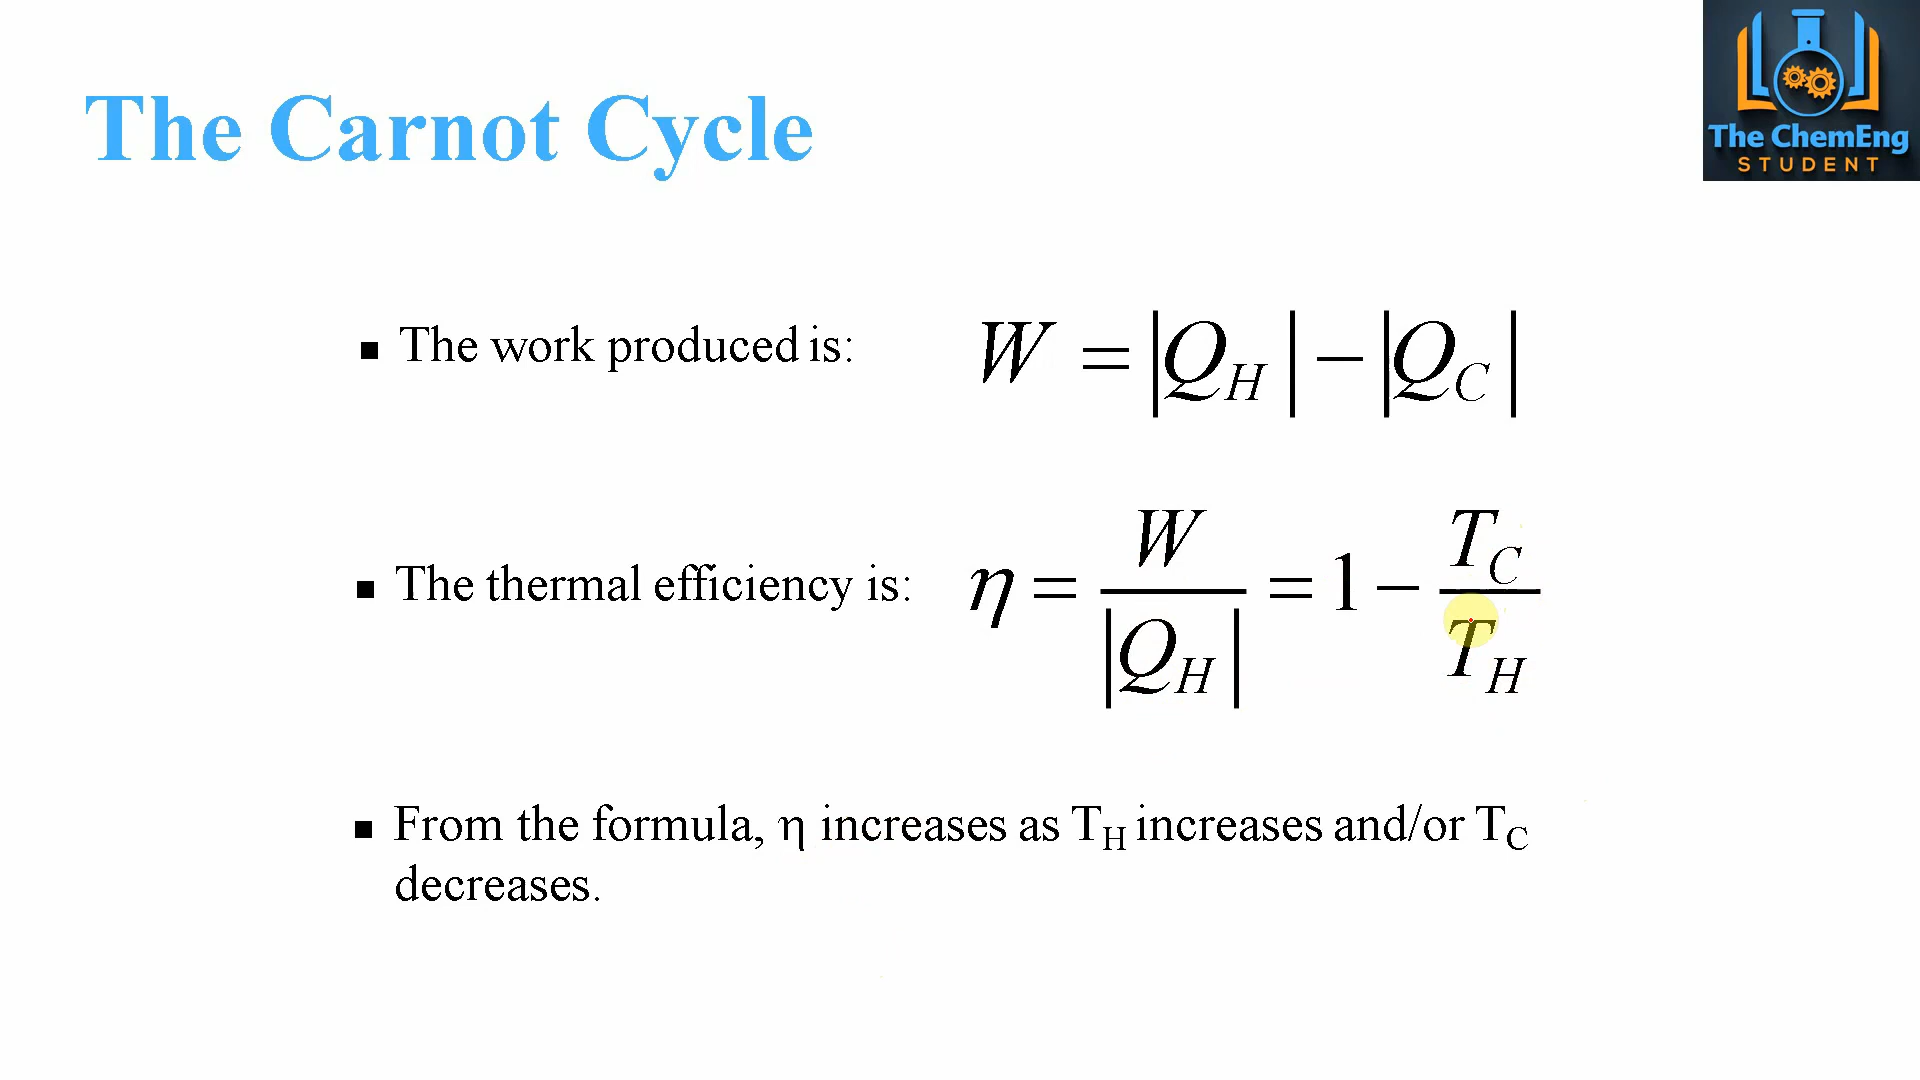 The Carnot Cycle
The ChemEng
STUDENT
■ The work produced is: W = |Q_H| − |Q_C|
■ The thermal efficiency is: η = W / |Q_H| = 1 − T_C / T_H
■ From the formula, η increases as T_H increases and/or T_C
decreases.